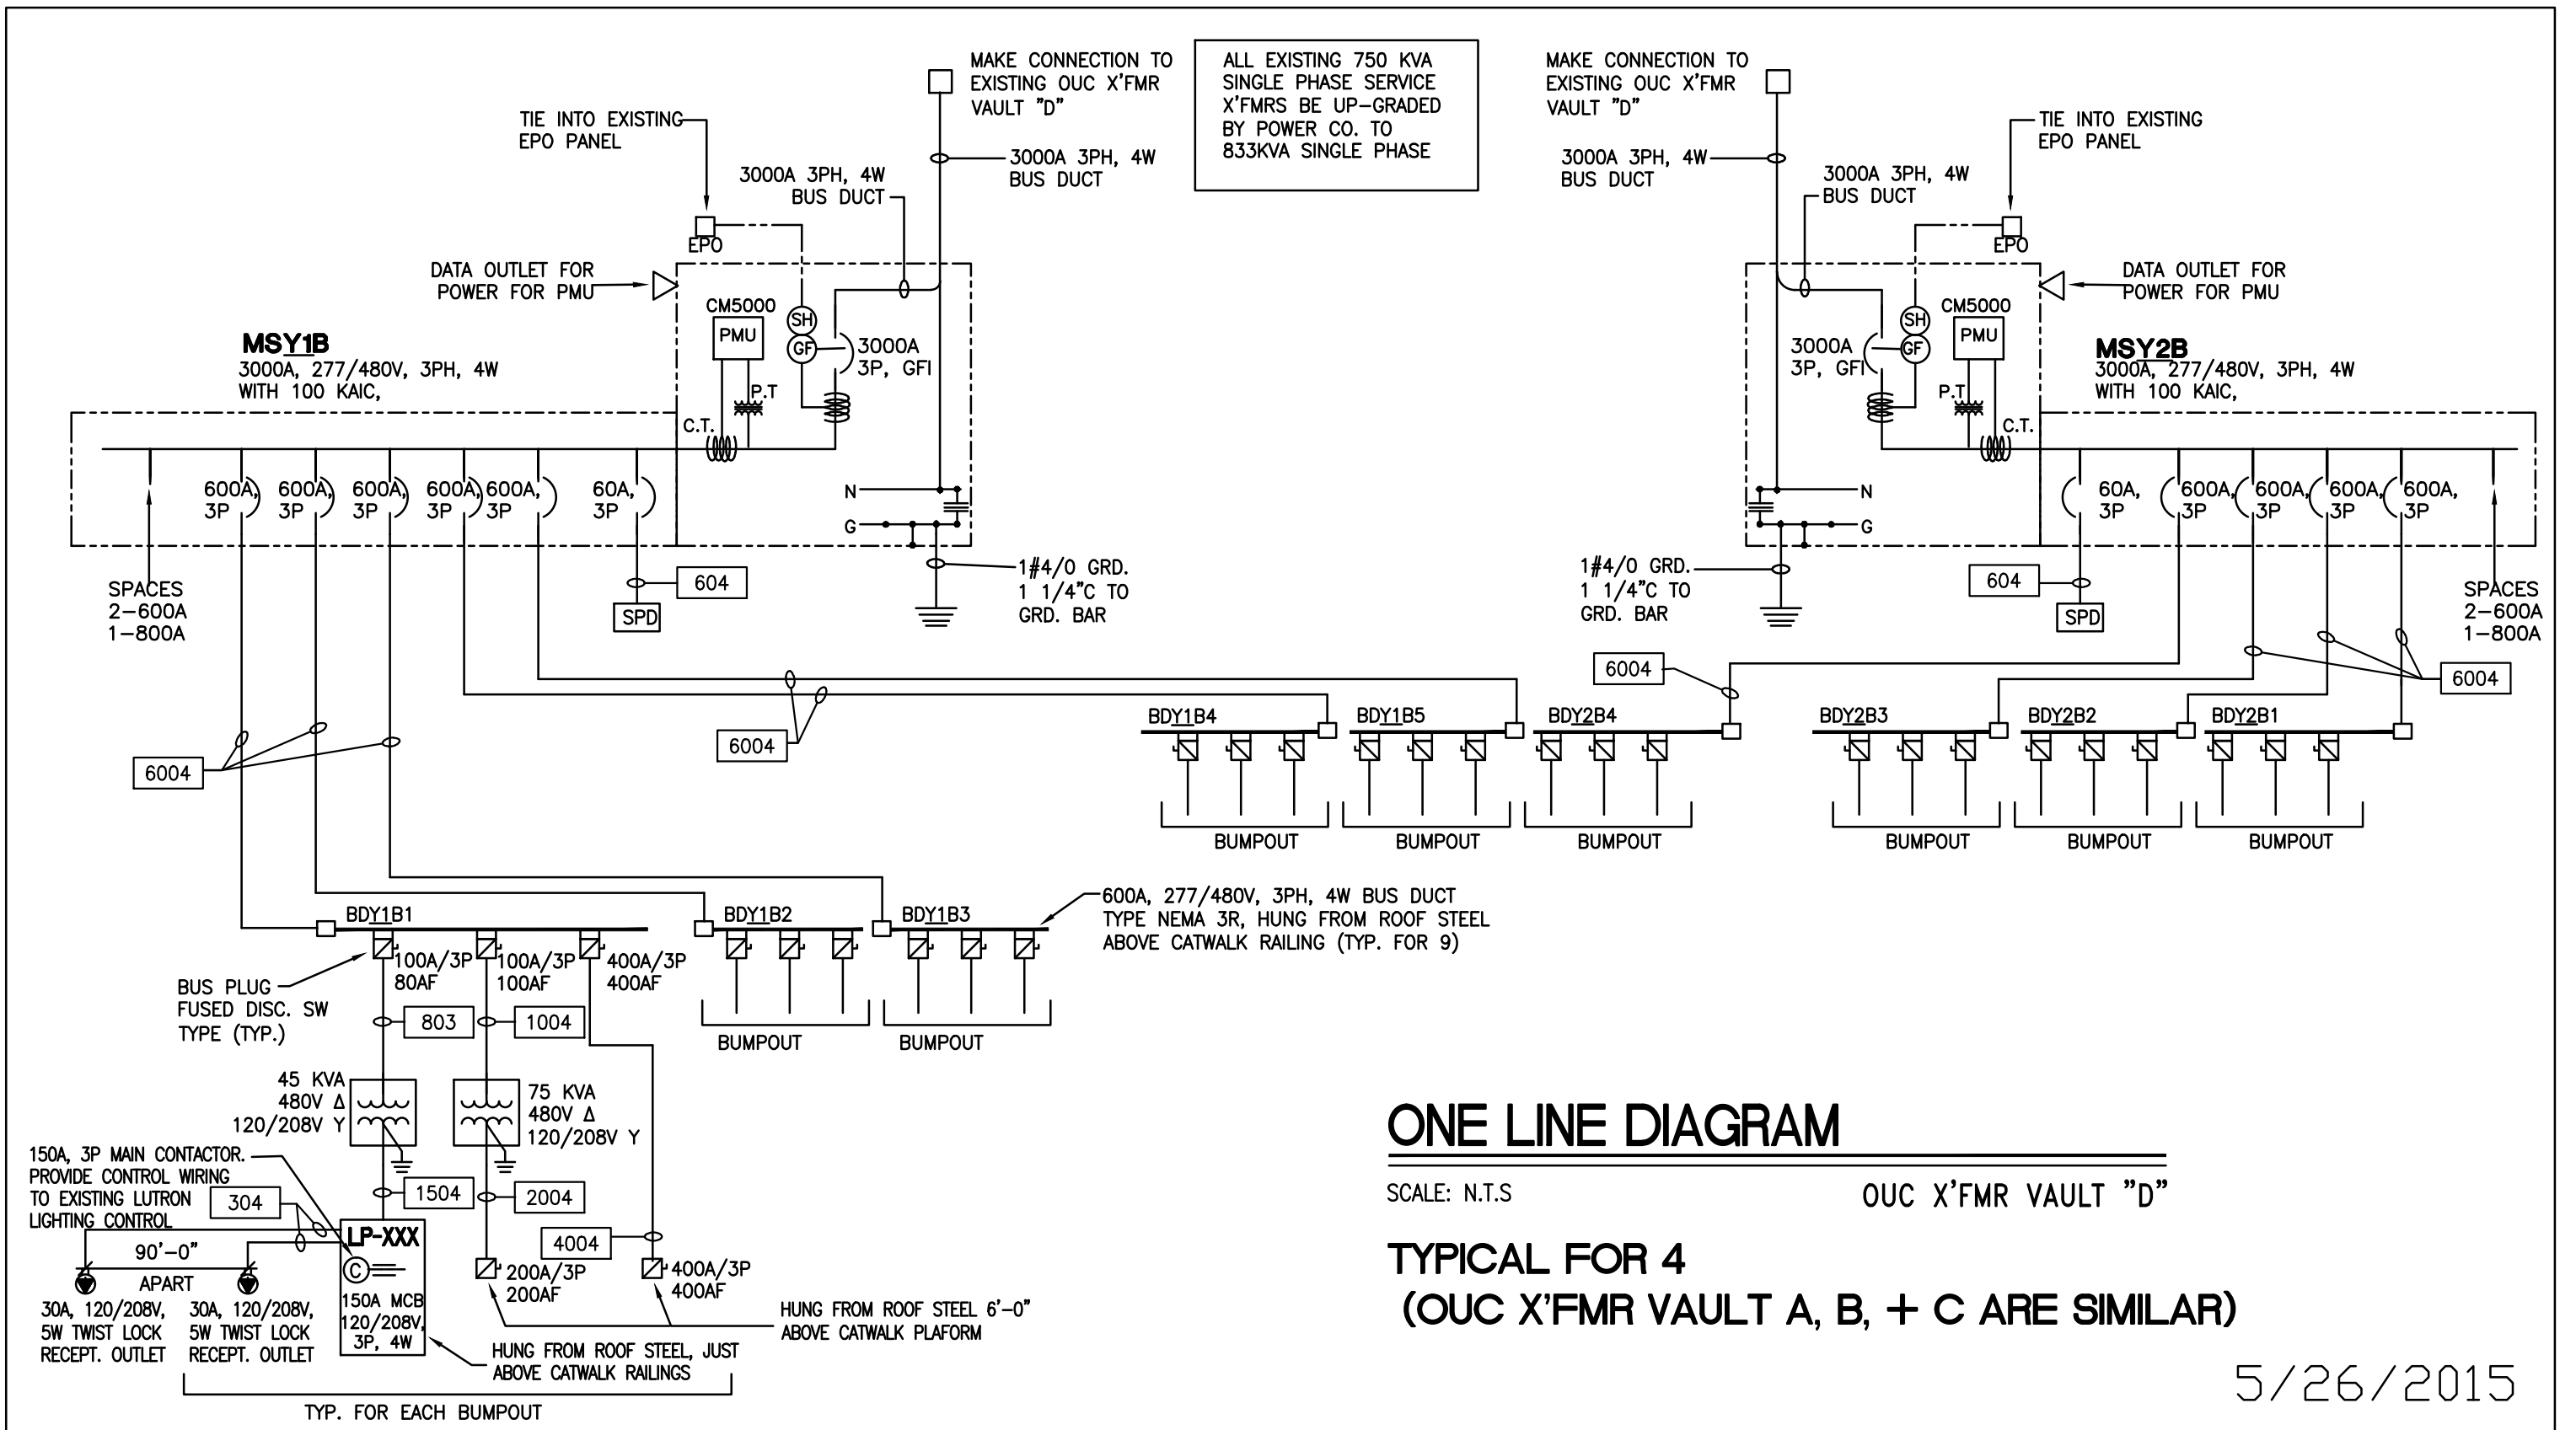 MAKE CONNECTION TO
EXISTING OUC X'FMR
VAULT "D"
ALL EXISTING 750 KVA
SINGLE PHASE SERVICE
X'FMRS BE UP-GRADED
BY POWER CO. TO
833KVA SINGLE PHASE
MAKE CONNECTION TO
EXISTING OUC X'FMR
VAULT "D"
TIE INTO EXISTING
EPO PANEL
3000A 3PH, 4W
BUS DUCT
3000A 3PH, 4W
BUS DUCT
EPO
DATA OUTLET FOR
POWER FOR PMU
CM5000
PMU
SH
GF
3000A
3P, GFI
P.T
C.T.
MSY1B
3000A, 277/480V, 3PH, 4W
WITH 100 KAIC,
600A,
3P
600A,
3P
600A,
3P
600A,
3P
600A,
3P
60A,
3P
N
G
SPACES
2-600A
1-800A
604
SPD
1#4/0 GRD.
1 1/4"C TO
GRD. BAR
3000A 3PH, 4W
BUS DUCT
3000A 3PH, 4W
BUS DUCT
TIE INTO EXISTING
EPO PANEL
EPO
DATA OUTLET FOR
POWER FOR PMU
CM5000
PMU
SH
GF
3000A
3P, GFI
P.T
C.T.
MSY2B
3000A, 277/480V, 3PH, 4W
WITH 100 KAIC,
N
G
60A,
3P
600A,
3P
600A,
3P
600A,
3P
600A,
3P
1#4/0 GRD.
1 1/4"C TO
GRD. BAR
604
SPD
SPACES
2-600A
1-800A
6004
6004
6004
6004
BDY1B4
BDY1B5
BDY2B4
BDY2B3
BDY2B2
BDY2B1
BUMPOUT
BUMPOUT
BUMPOUT
BUMPOUT
BUMPOUT
BUMPOUT
BDY1B1
BDY1B2
BDY1B3
600A, 277/480V, 3PH, 4W BUS DUCT
TYPE NEMA 3R, HUNG FROM ROOF STEEL
ABOVE CATWALK RAILING (TYP. FOR 9)
BUS PLUG
FUSED DISC. SW
TYPE (TYP.)
100A/3P
80AF
100A/3P
100AF
400A/3P
400AF
803
1004
BUMPOUT
BUMPOUT
45 KVA
480V Δ
120/208V Y
75 KVA
480V Δ
120/208V Y
150A, 3P MAIN CONTACTOR.
PROVIDE CONTROL WIRING
TO EXISTING LUTRON
LIGHTING CONTROL
304
1504
2004
4004
LP-XXX
C
150A MCB
120/208V,
3P, 4W
90'-0"
APART
30A, 120/208V,
5W TWIST LOCK
RECEPT. OUTLET
30A, 120/208V,
5W TWIST LOCK
RECEPT. OUTLET
200A/3P
200AF
400A/3P
400AF
HUNG FROM ROOF STEEL 6'-0"
ABOVE CATWALK PLAFORM
HUNG FROM ROOF STEEL, JUST
ABOVE CATWALK RAILINGS
TYP. FOR EACH BUMPOUT
ONE LINE DIAGRAM
SCALE: N.T.S
OUC X'FMR VAULT "D"
TYPICAL FOR 4
(OUC X'FMR VAULT A, B, + C ARE SIMILAR)
5/26/2015